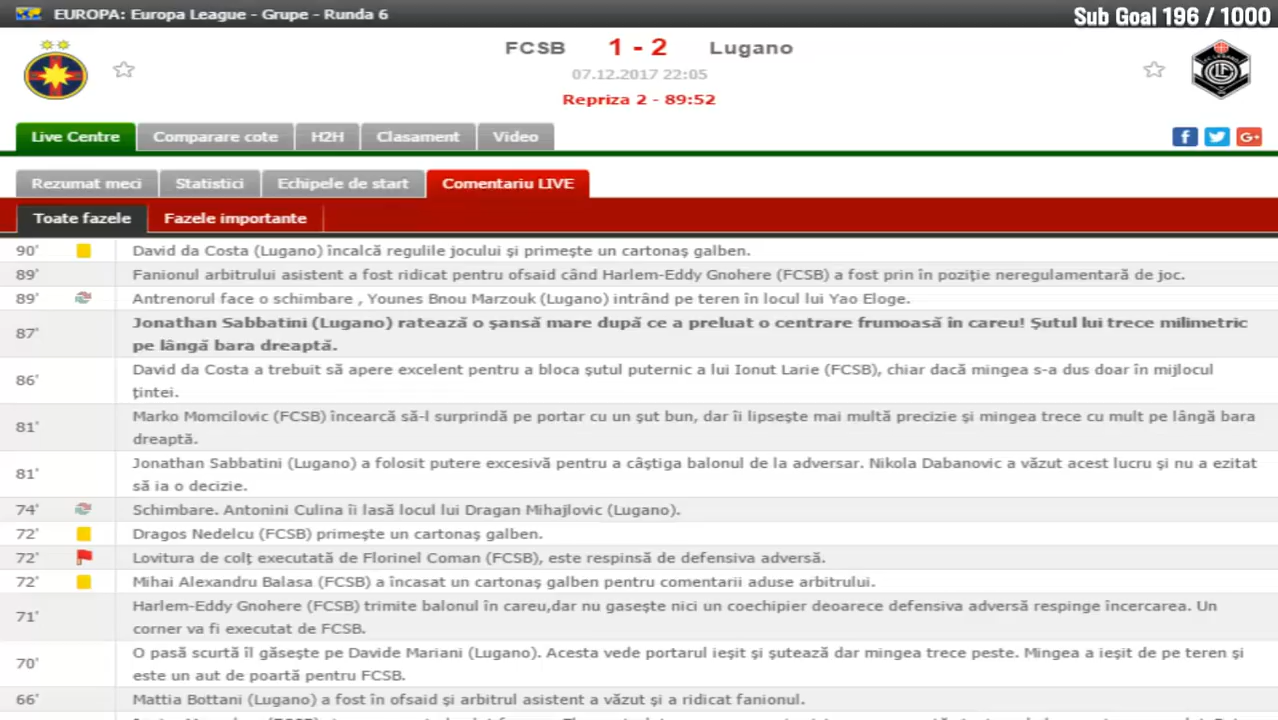 EUROPA: Europa League - Grupe - Runda 6
Sub Goal 196 / 1000
FCSB 1 - 2 Lugano
07.12.2017 22:05
Repriza 2 - 89:52
Live Centre Comparare cote H2H Clasament Video
Rezumat meci Statistici Echipele de start Comentariu LIVE
Toate fazele Fazele importante
90' David da Costa (Lugano) încalcă regulile jocului şi primeşte un cartonaş galben.
89' Fanionul arbitrului asistent a fost ridicat pentru ofsaid când Harlem-Eddy Gnohere (FCSB) a fost prin în poziţie neregulamentară de joc.
89' Antrenorul face o schimbare , Younes Bnou Marzouk (Lugano) intrând pe teren în locul lui Yao Eloge.
87' Jonathan Sabbatini (Lugano) ratează o şansă mare după ce a preluat o centrare frumoasă în careu! Şutul lui trece milimetric
pe lângă bara dreaptă.
86' David da Costa a trebuit să apere excelent pentru a bloca şutul puternic a lui Ionut Larie (FCSB), chiar dacă mingea s-a dus doar în mijlocul
ţintei.
81' Marko Momcilovic (FCSB) încearcă să-l surprindă pe portar cu un şut bun, dar îi lipseşte mai multă precizie şi mingea trece cu mult pe lângă bara
dreaptă.
81' Jonathan Sabbatini (Lugano) a folosit putere excesivă pentru a câştiga balonul de la adversar. Nikola Dabanovic a văzut acest lucru şi nu a ezitat
să ia o decizie.
74' Schimbare. Antonini Culina îi lasă locul lui Dragan Mihajlovic (Lugano).
72' Dragos Nedelcu (FCSB) primeşte un cartonaş galben.
72' Lovitura de colţ executată de Florinel Coman (FCSB), este respinsă de defensiva adversă.
72' Mihai Alexandru Balasa (FCSB) a încasat un cartonaş galben pentru comentarii aduse arbitrului.
71' Harlem-Eddy Gnohere (FCSB) trimite balonul în careu,dar nu gaseşte nici un coechipier deoarece defensiva adversă respinge încercarea. Un
corner va fi executat de FCSB.
70' O pasă scurtă îl găseşte pe Davide Mariani (Lugano). Acesta vede portarul ieşit şi şutează dar mingea trece peste. Mingea a ieşit de pe teren şi
este un aut de poartă pentru FCSB.
66' Mattia Bottani (Lugano) a fost în ofsaid şi arbitrul asistent a văzut şi a ridicat fanionul.